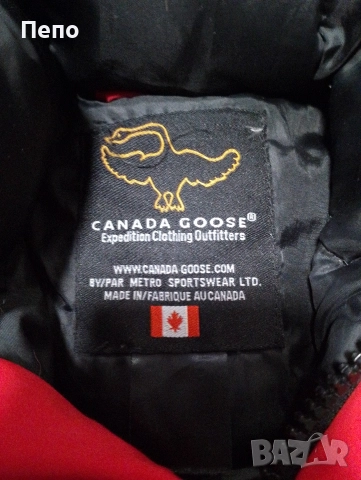 Пепо
CANADA GOOSE®
Expedition Clothing Outfitters
WWW.CANADA-GOOSE.COM
BY/PAR METRO SPORTSWEAR LTD.
MADE IN/FABRIQUE AU CANADA
BAZAR
bg